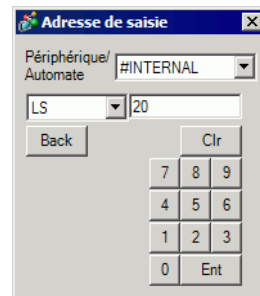 Adresse de saisie
Périphérique/ #INTERNAL
Automate
LS 20
Back Clr
7 8 9
4 5 6
1 2 3
0 Ent